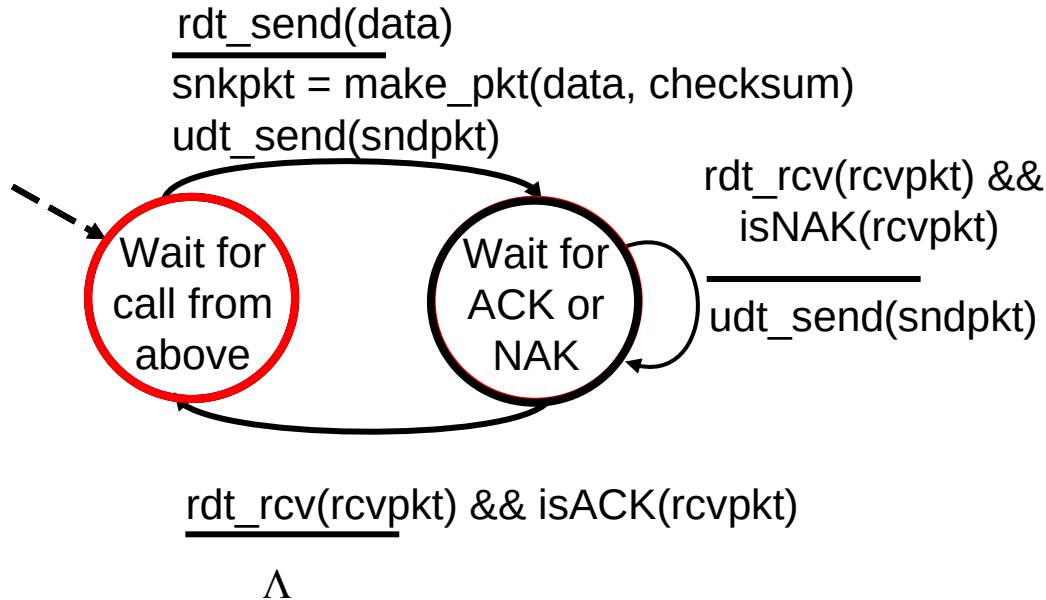 rdt_send(data)
snkpkt = make_pkt(data, checksum)
udt_send(sndpkt)
rdt_rcv(rcvpkt) &&
isNAK(rcvpkt)
udt_send(sndpkt)
Wait for
call from
above
Wait for
ACK or
NAK
rdt_rcv(rcvpkt) && isACK(rcvpkt)
Λ